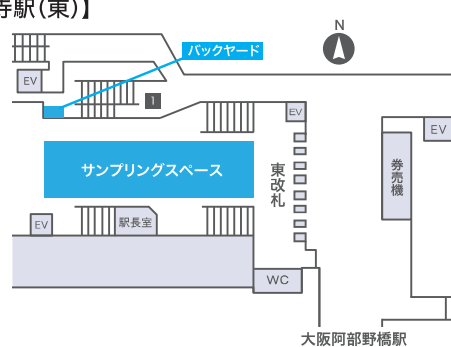 寺駅（東）】
N
バックヤード
EV
1
EV
EV
サンプリングスペース
東改札
券売機
駅長室
EV
WC
大阪阿部野橋駅